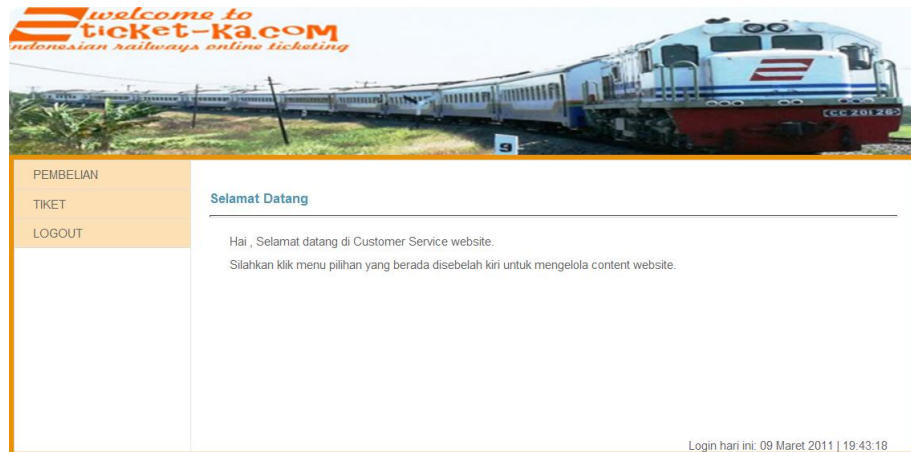 welcome to
Eticket-Ka.coM
indonesian railways online ticketing
CC 201 26
9
PEMBELIAN
TIKET
LOGOUT
Selamat Datang
Hai , Selamat datang di Customer Service website.
Silahkan klik menu pilihan yang berada disebelah kiri untuk mengelola content website.
Login hari ini: 09 Maret 2011 | 19:43:18